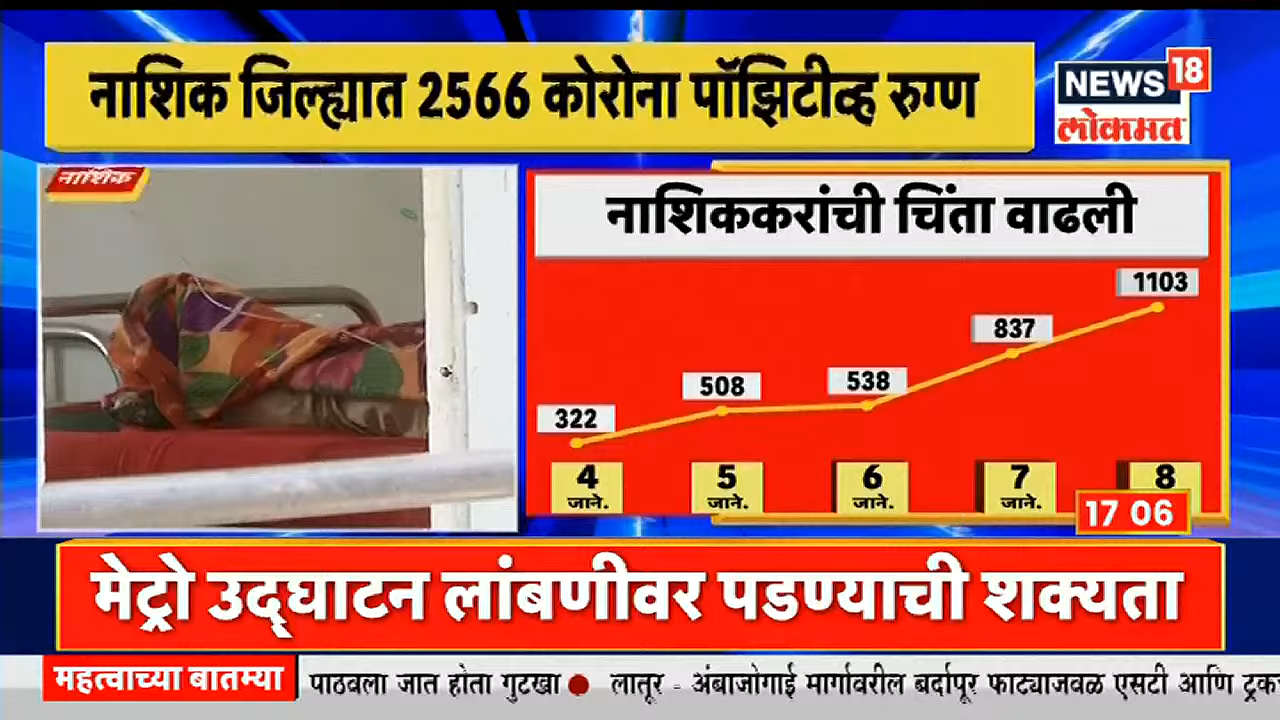 नाशिक जिल्ह्यात 2566 कोरोना पॉझिटीव्ह रुग्ण
NEWS 18
लोकमत
नाशिक
नाशिककरांची चिंता वाढली
322
508
538
837
1103
4 जाने.
5 जाने.
6 जाने.
7 जाने.
8
17 06
मेट्रो उद्घाटन लांबणीवर पडण्याची शक्यता
महत्वाच्या बातम्या
पाठवला जात होता गुटखा ● लातूर - अंबाजोगाई मार्गावरील बर्दापूर फाट्याजवळ एसटी आणि ट्रक